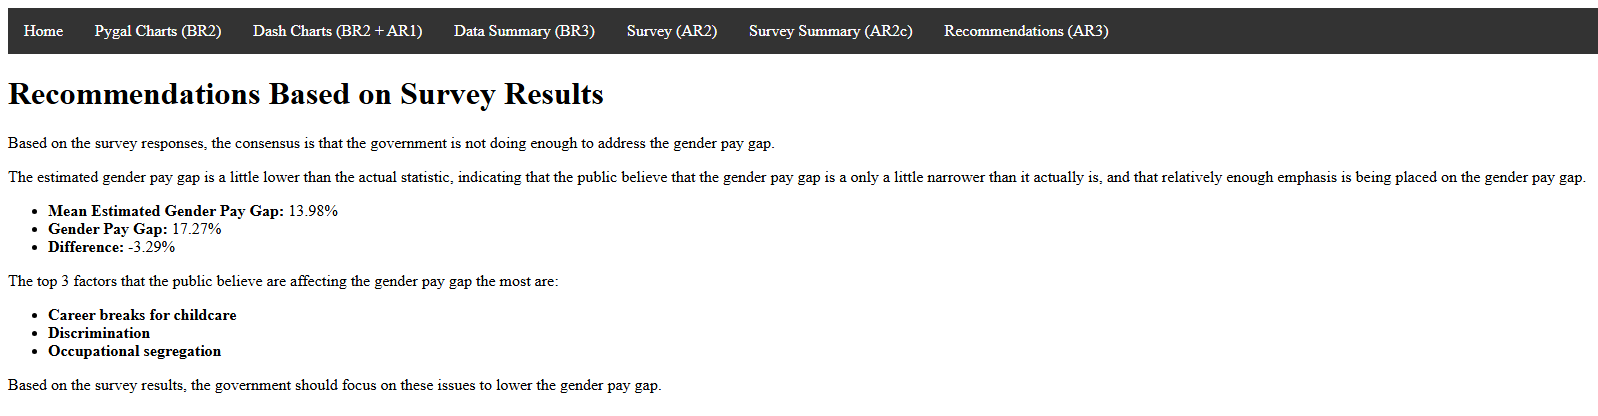 Home Pygal Charts (BR2) Dash Charts (BR2 + AR1) Data Summary (BR3) Survey (AR2) Survey Summary (AR2c) Recommendations (AR3)
Recommendations Based on Survey Results
Based on the survey responses, the consensus is that the government is not doing enough to address the gender pay gap.
The estimated gender pay gap is a little lower than the actual statistic, indicating that the public believe that the gender pay gap is a only a little narrower than it actually is, and that relatively enough emphasis is being placed on the gender pay gap.
• Mean Estimated Gender Pay Gap: 13.98%
• Gender Pay Gap: 17.27%
• Difference: -3.29%
The top 3 factors that the public believe are affecting the gender pay gap the most are:
• Career breaks for childcare
• Discrimination
• Occupational segregation
Based on the survey results, the government should focus on these issues to lower the gender pay gap.